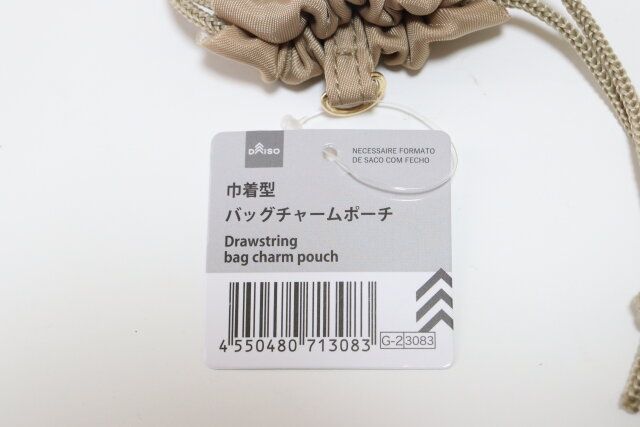 DAISO
NECESSAIRE FORMATO
DE SACO COM FECHO
巾着型
バッグチャームポーチ
Drawstring
bag charm pouch
4 550480 713083
G-2 3083